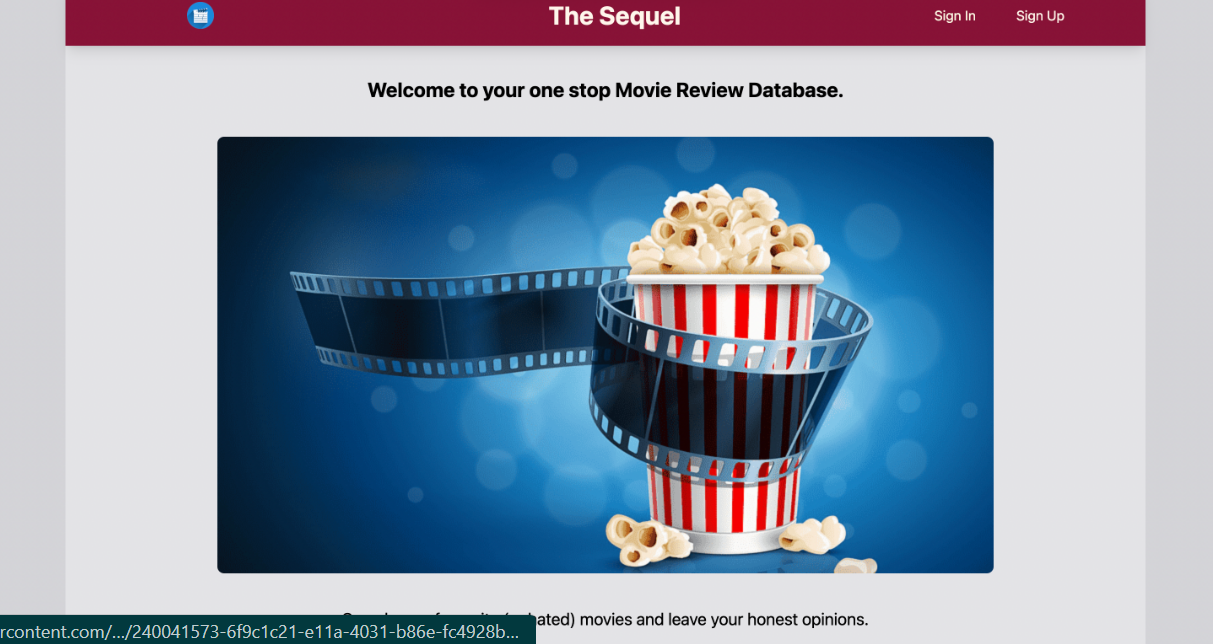 The Sequel
Sign In Sign Up
Welcome to your one stop Movie Review Database.
hated) movies and leave your honest opinions.
rcontent.com/.../240041573-6f9c1c21-e11a-4031-b86e-fc4928b...